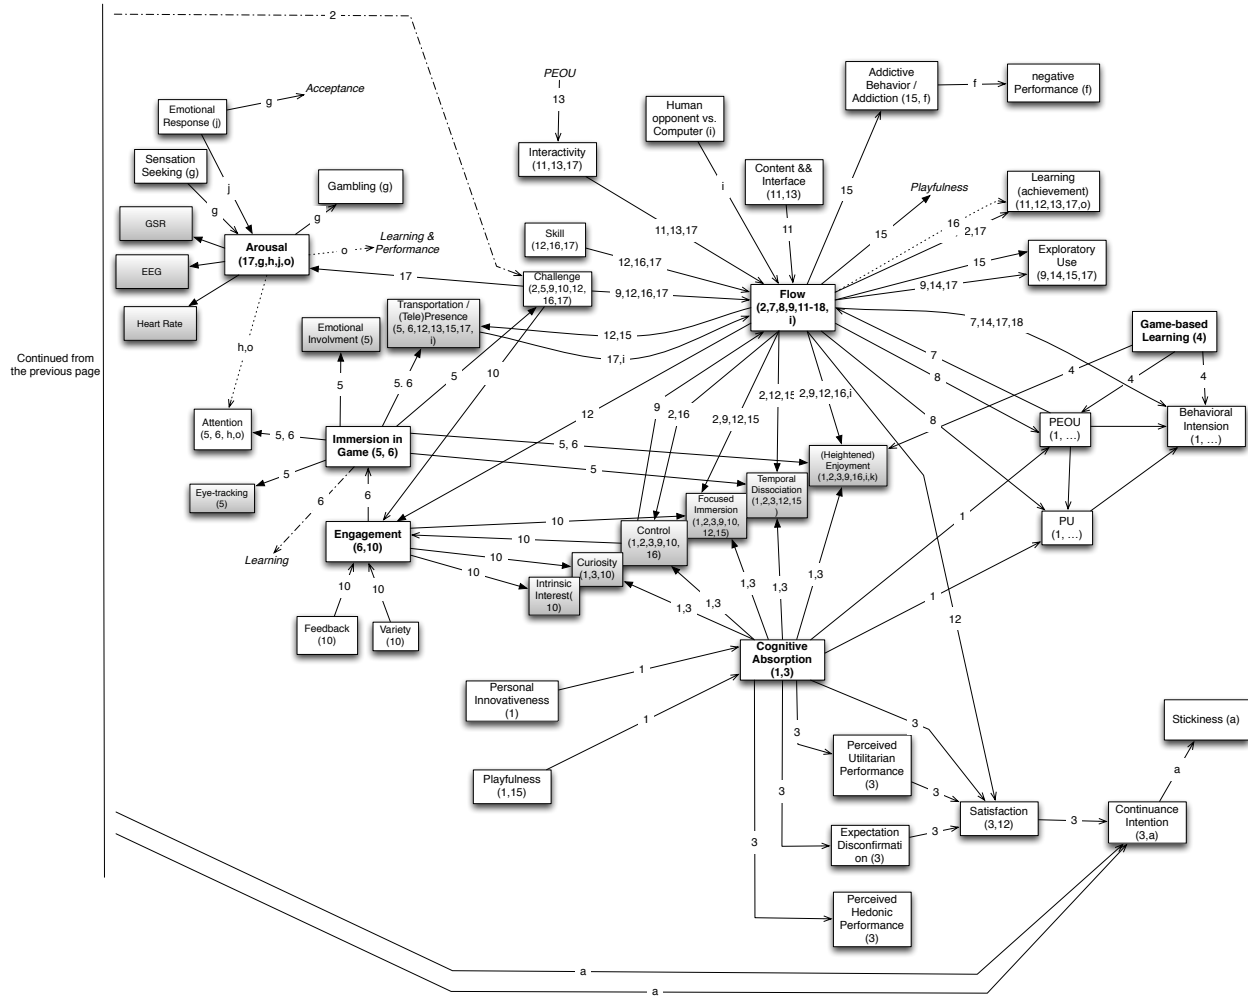 2
Acceptance
g
Emotional
Response (j)
Sensation
Seeking (g)
j
g
Gambling (g)
g
GSR
EEG
Heart Rate
Arousal
(17,g,h,j,o)
o
Learning &
Performance
h,o
PEOU
13
Interactivity
(11,13,17)
11,13,17
Human
opponent vs.
Computer (i)
i
Content &&
Interface
(11,13)
11
Addictive
Behavior /
Addiction (15, f)
f
negative
Performance (f)
15
Playfulness
15
Learning
(achievement)
(11,12,13,17,o)
16
2,17
Exploratory
Use
(9,14,15,17)
15
9,14,17
Skill
(12,16,17)
12,16,17
Challenge
(2,5,9,10,12,
16,17)
17
9,12,16,17
Flow
(2,7,8,9,11-18,
i)
7,14,17,18
Game-based
Learning (4)
4
4
4
Transportation /
(Tele)Presence
(5, 6,12,13,15,17,
i)
12,15
17,i
Emotional
Involvment (5)
5
5, 6
5
10
Continued from
the previous page
7
8
8
12
9
2,16
2,9,12,15
2,12,15
2,9,12,16,i
Attention
(5, 6, h,o)
5, 6
Immersion in
Game (5, 6)
5, 6
5
5
Eye-tracking
(5)
6
6
Learning
PEOU
(1, ...)
Behavioral
Intension
(1, ...)
PU
(1, ...)
(Heightened)
Enjoyment
(1,2,3,9,16,i,k)
Temporal
Dissociation
(1,2,3,12,15
)
Focused
Immersion
(1,2,3,9,10,
12,15)
Control
(1,2,3,9,10,
16)
Curiosity
(1,3,10)
Intrinsic
Interest(
10)
Engagement
(6,10)
10
10
10
10
10
10
Feedback
(10)
Variety
(10)
1,3
1,3
1,3
1,3
1,3
1
1
12
Cognitive
Absorption
(1,3)
Personal
Innovativeness
(1)
1
Playfulness
(1,15)
1
3
3
3
3
Perceived
Utilitarian
Performance
(3)
3
Expectation
Disconfirmati
on (3)
3
Perceived
Hedonic
Performance
(3)
Satisfaction
(3,12)
3
Continuance
Intention
(3,a)
a
Stickiness (a)
a
a